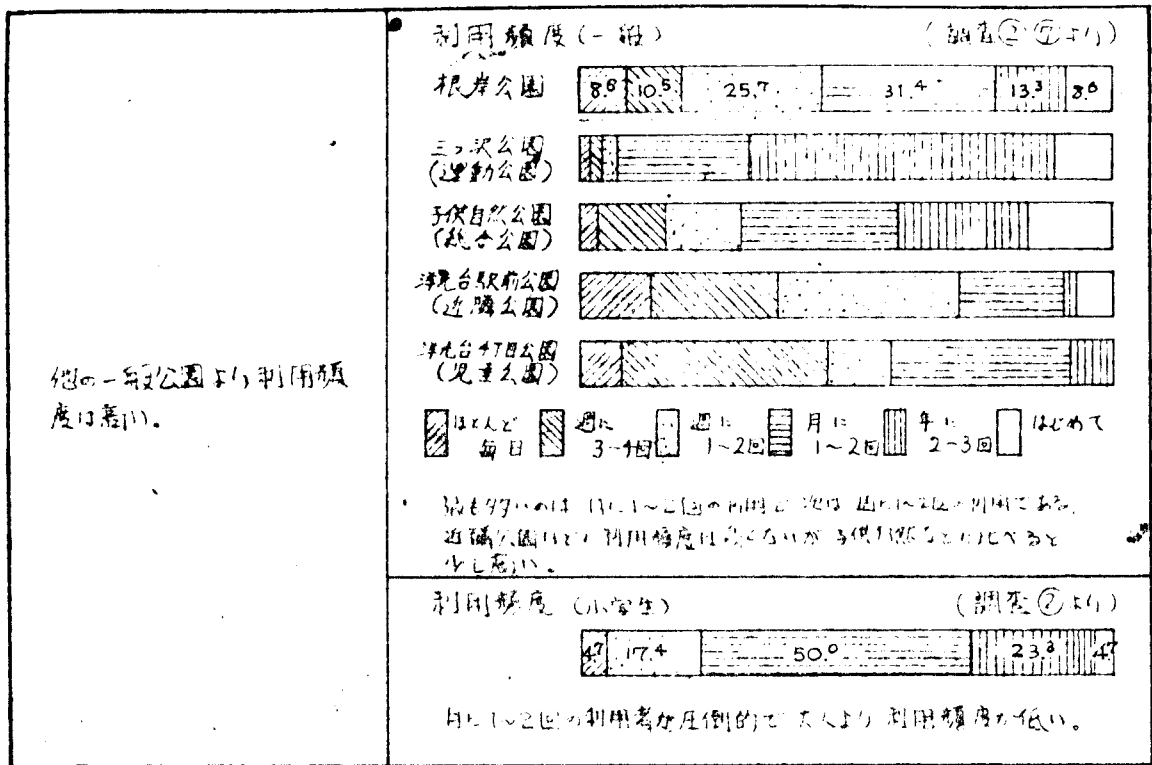 他の一般公園より利用頻
度は高い。
利用頻度(一般) (調査②⑦より)
根岸公園 8.6 10.5 25.7 31.4 13.3 8.6
三ッ沢公園
(運動公園)
子供自然公園
(総合公園)
洋光台駅前公園
(近隣公園)
洋光台4丁目公園
(児童公園)
ほとんど 週に 週に 月に 年に はじめて
毎日 3~4回 1~2回 1~2回 2~3回
・最も多いのは 月に1~2回の利用で 次は 週に1~2回の利用である。
近隣公園ほど 利用頻度は高くないが 子供自然などに比べると
少し高い。
利用頻度(小学生) (調査②より)
4.7 17.4 50.0 23.3 4.7
月に1~2回の利用者が圧倒的で 大人より 利用頻度が低い。